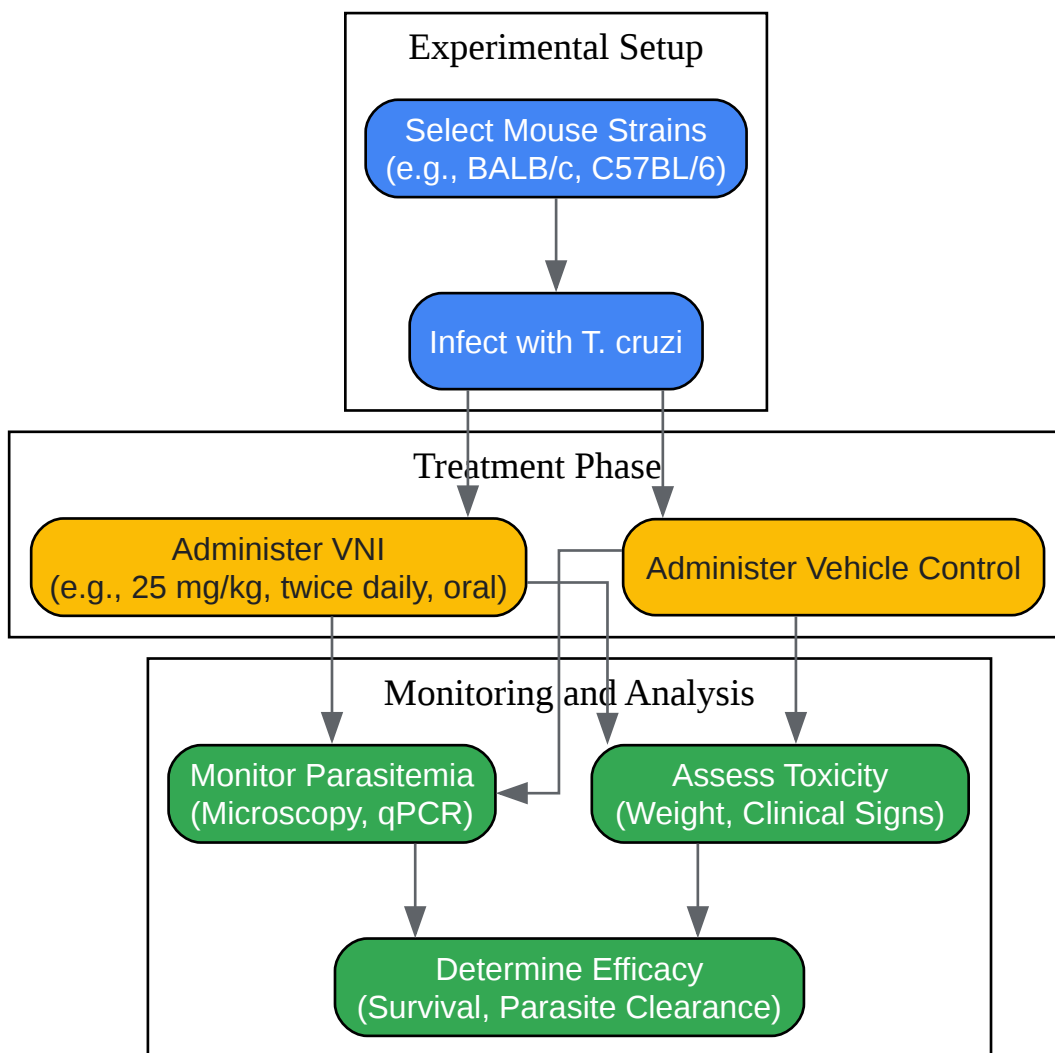 Experimental Setup
Select Mouse Strains
(e.g., BALB/c, C57BL/6)
Infect with T. cruzi
Treatment Phase
Administer VNI
(e.g., 25 mg/kg, twice daily, oral)
Administer Vehicle Control
Monitoring and Analysis
Monitor Parasitemia
(Microscopy, qPCR)
Assess Toxicity
(Weight, Clinical Signs)
Determine Efficacy
(Survival, Parasite Clearance)